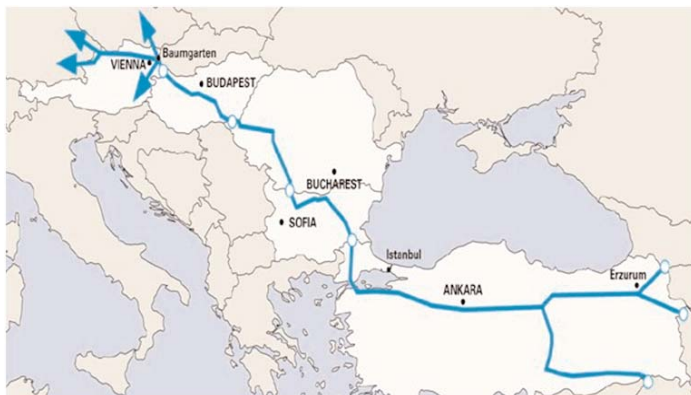 Baumgarten
VIENNA
BUDAPEST
BUCHAREST
SOFIA
Istanbul
Erzurum
ANKARA